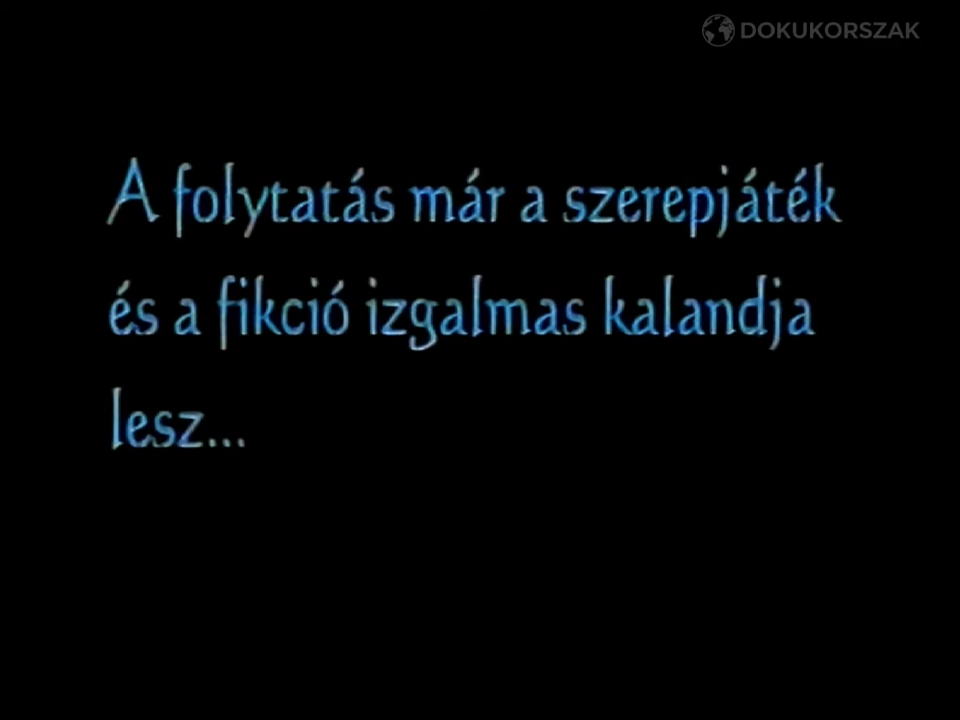 DOKUKORSZAK
A folytatás már a szerepjáték
és a fikció izgalmas kalandja
lesz...